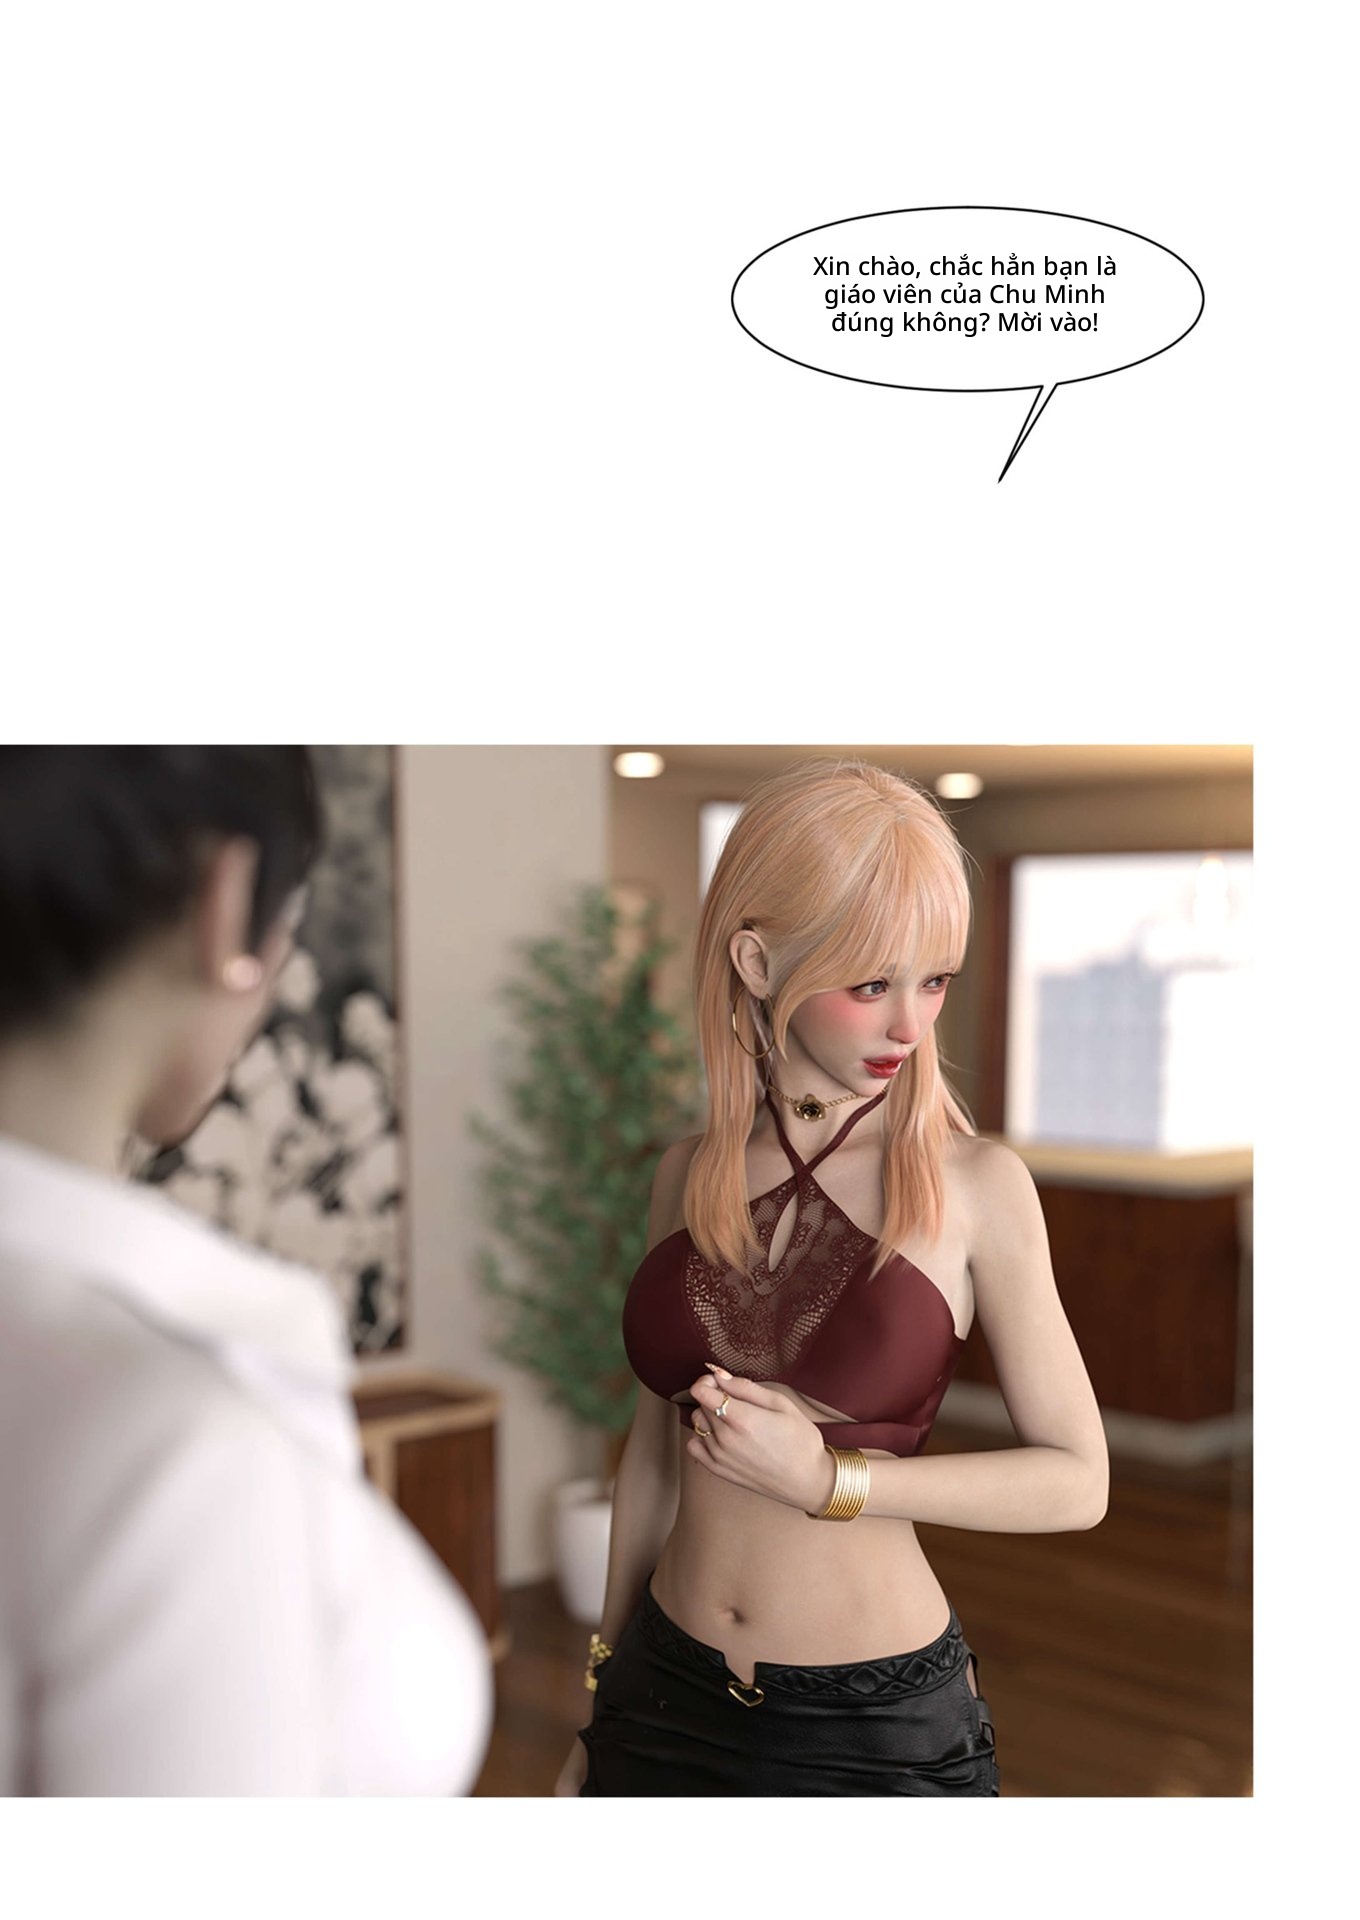 Xin chào, chắc hẳn bạn là
giáo viên của Chu Minh
đúng không? Mời vào!